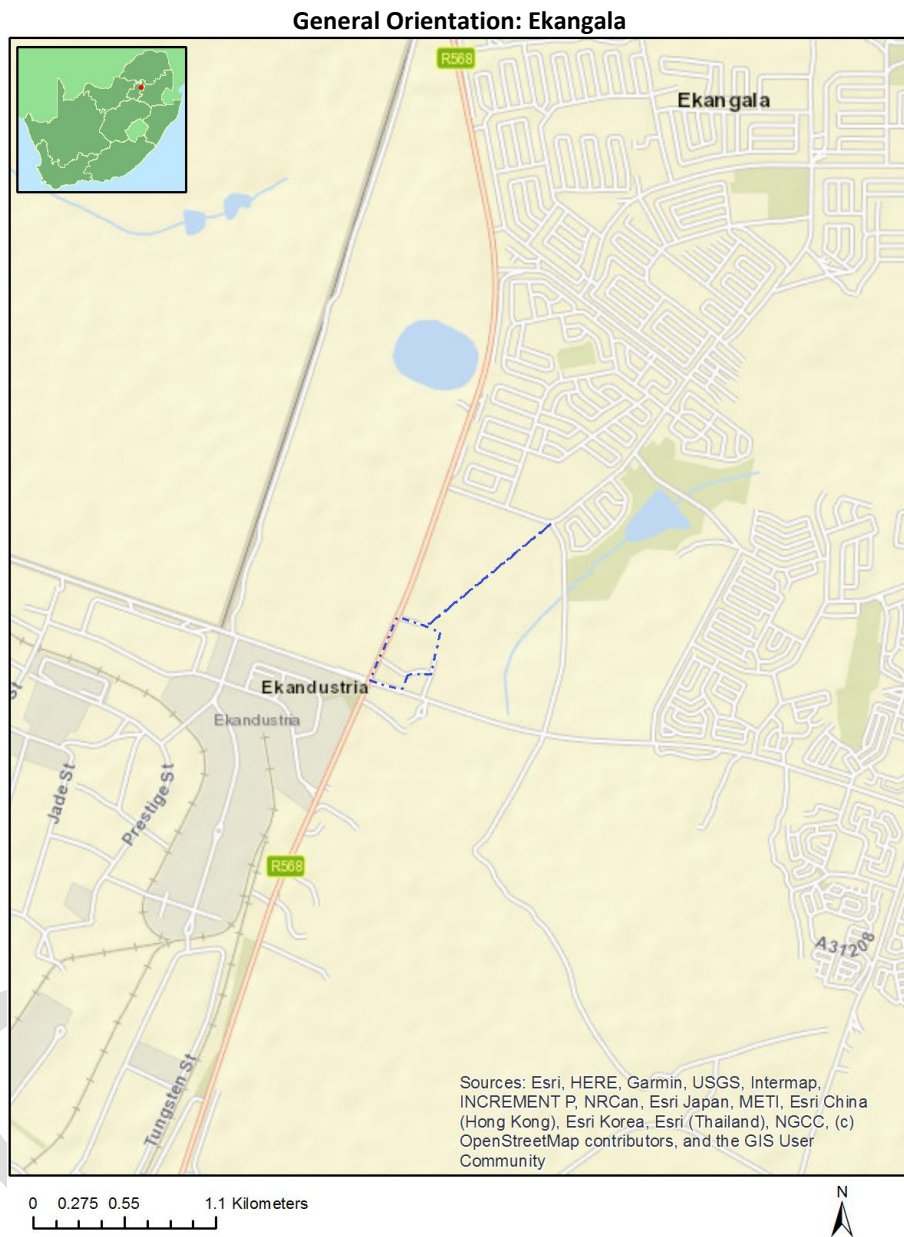 General Orientation: Ekangala
R568
Ekangala
Ekandustria
Ekandustria
St
Jade St
Prestige St
R568
A31208
Tungsten St
Sources: Esri, HERE, Garmin, USGS, Intermap,
INCREMENT P, NRCan, Esri Japan, METI, Esri China
(Hong Kong), Esri Korea, Esri (Thailand), NGCC, (c)
OpenStreetMap contributors, and the GIS User
Community
0 0.275 0.55 1.1 Kilometers
N